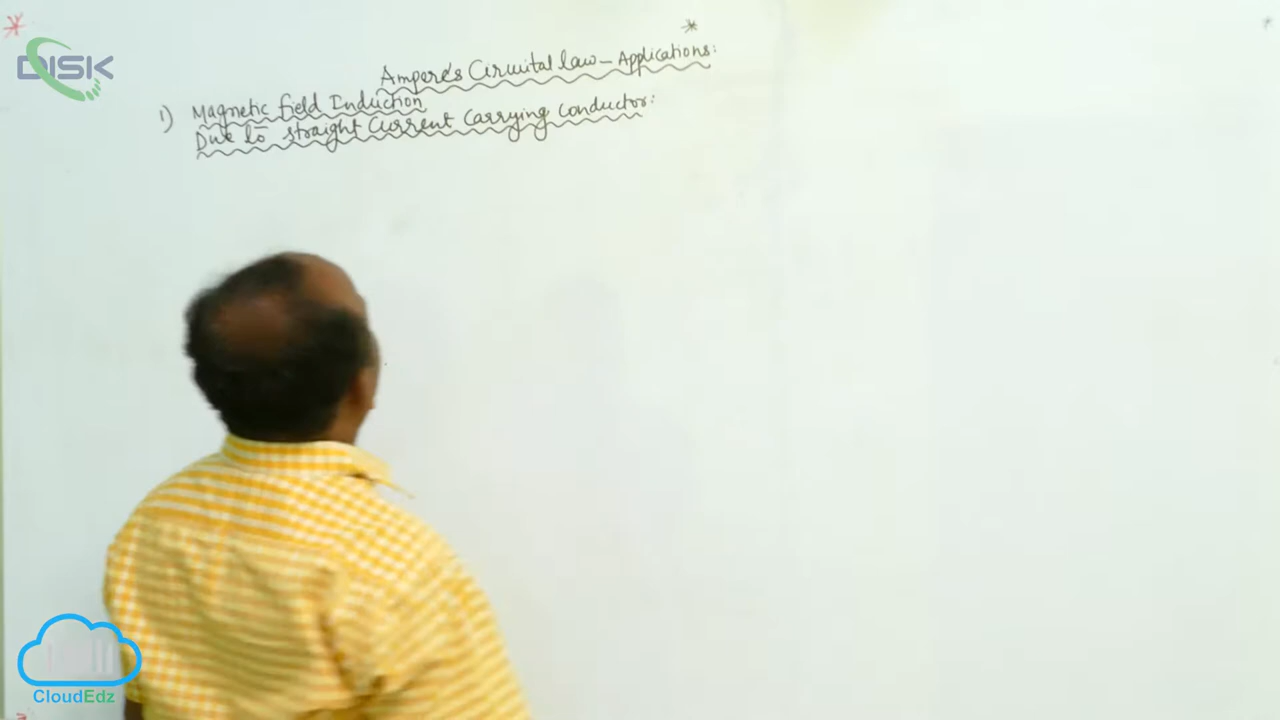 DISK
Ampere's Circuital law - Applications:
1) Magnetic field Induction
Due to straight Current Carrying Conductor:
CloudEdz